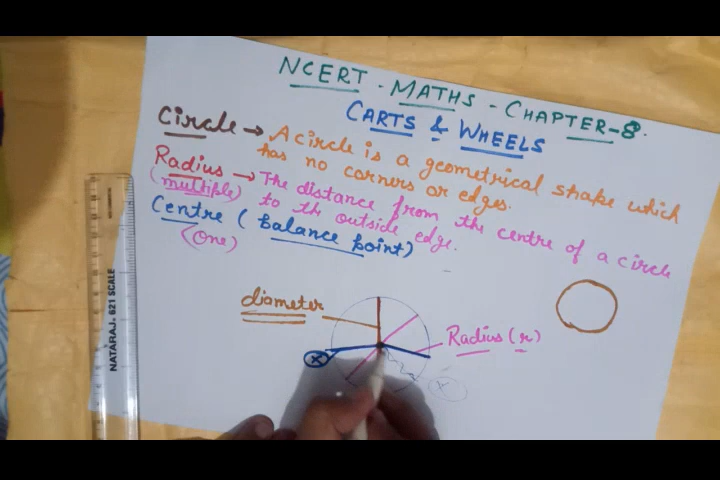 NCERT - MATHS - CHAPTER-8.
CARTS & WHEELS
Circle → A circle is a geometrical shape which
has no corners or edges.
Radius → The distance from the centre of a circle
(multiple) to the outside edge.
Centre (balance point)
(one)
diameter
Radius (r)
x
x
NATARAJ. 621 SCALE